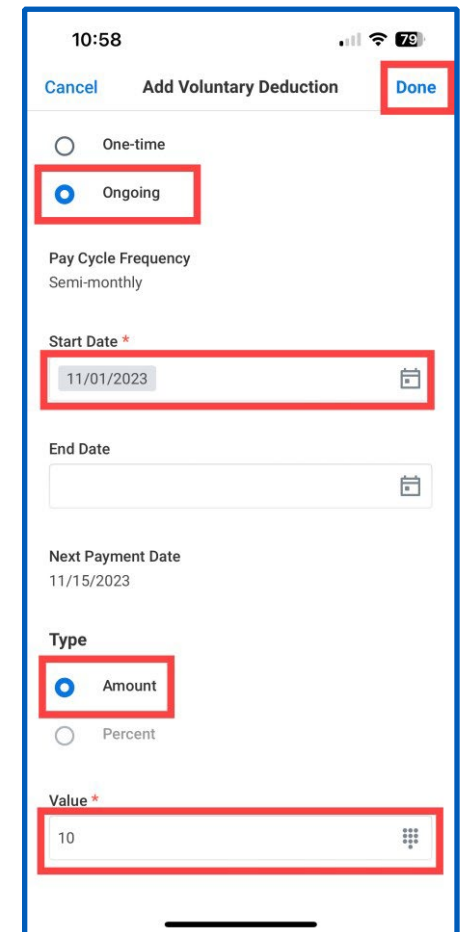 10:58 79
Cancel Add Voluntary Deduction Done
One-time
Ongoing
Pay Cycle Frequency
Semi-monthly
Start Date *
11/01/2023
End Date
Next Payment Date
11/15/2023
Type
Amount
Percent
Value *
10